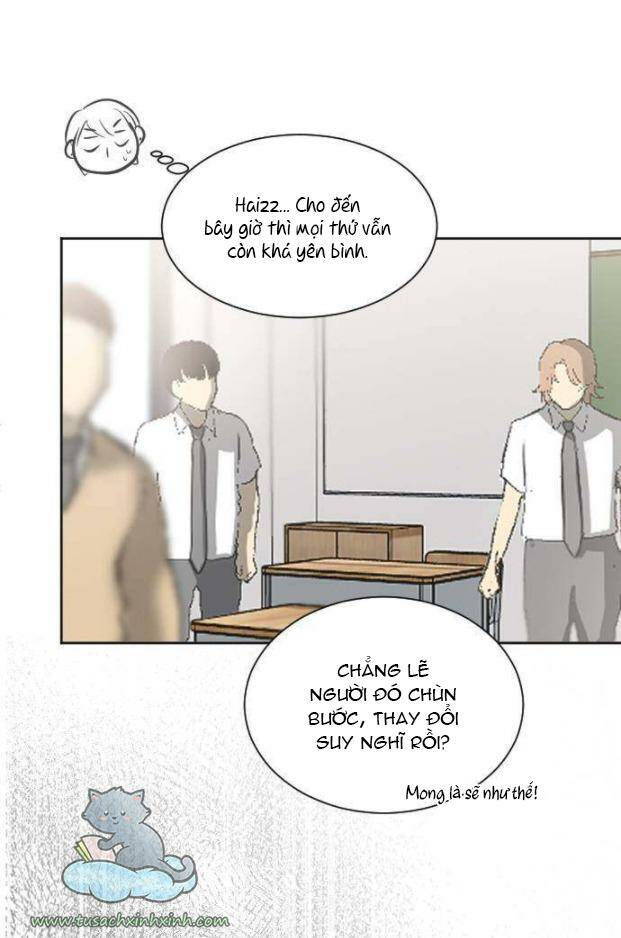 Haizz... Cho đến
bây giờ thì mọi thứ vẫn
còn khá yên bình.
CHẲNG LẼ
NGƯỜI ĐÓ CHÙN
BƯỚC, THAY ĐỔI
SUY NGHĨ RỒI?
Mong là sẽ như thế!
www.tusachxinhxinh.com